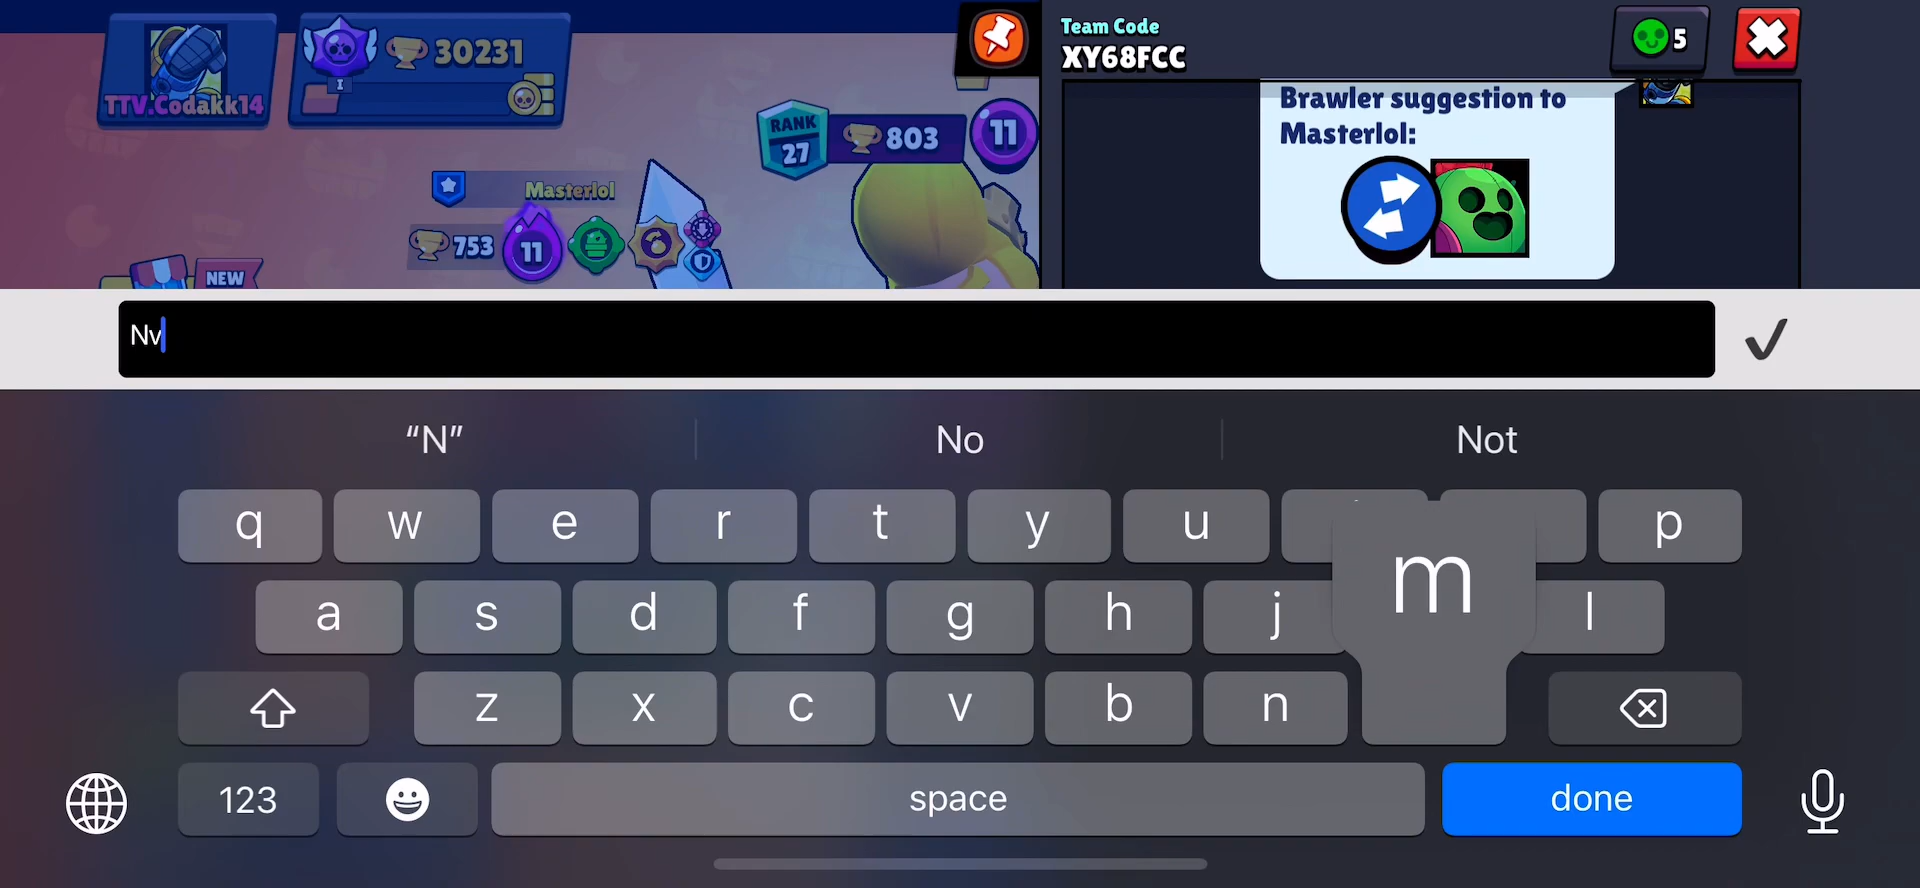 TTV.Codakk14
30231
I
Team Code
XY68FCC
5
Brawler suggestion to
Masterlol:
RANK
27
803
11
Masterlol
753
11
NEW
Nv
“N”
No
Not
q w e r t y u p
a s d f g h j l
m
z x c v b n
123
space
done